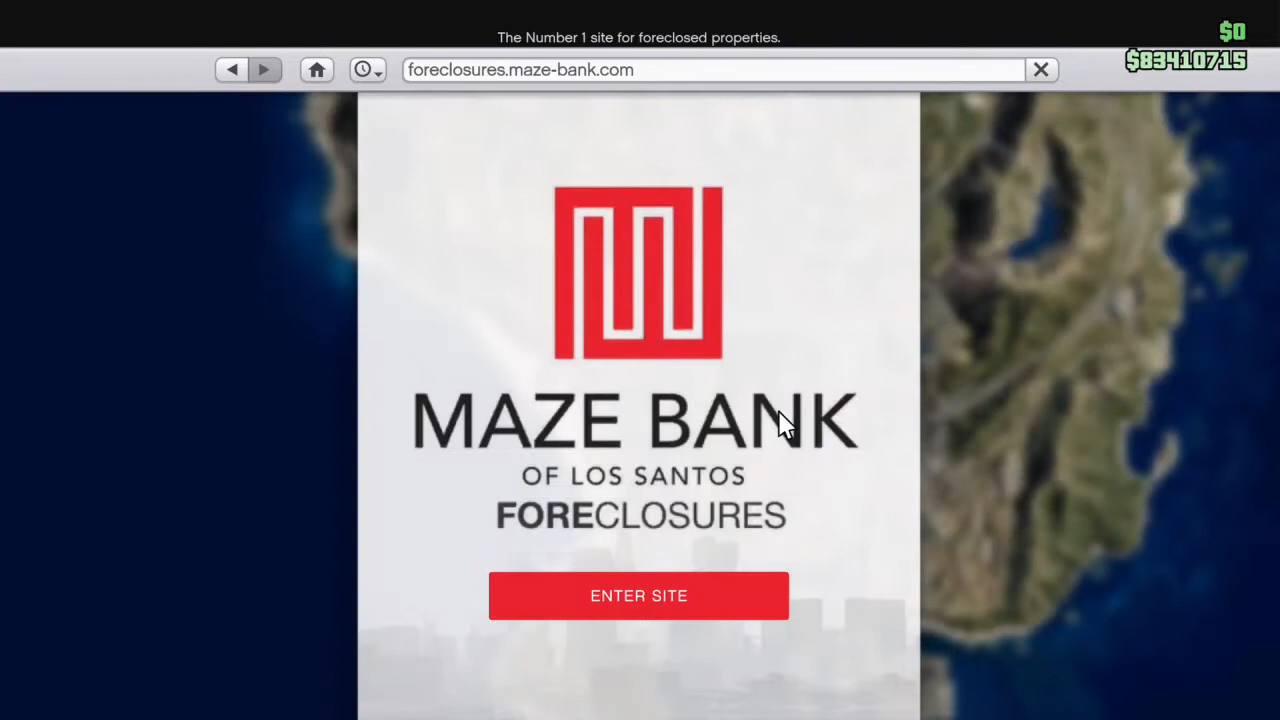 The Number 1 site for foreclosed properties.
$0
$83410715
foreclosures.maze-bank.com
MAZE BANK
OF LOS SANTOS
FORECLOSURES
ENTER SITE